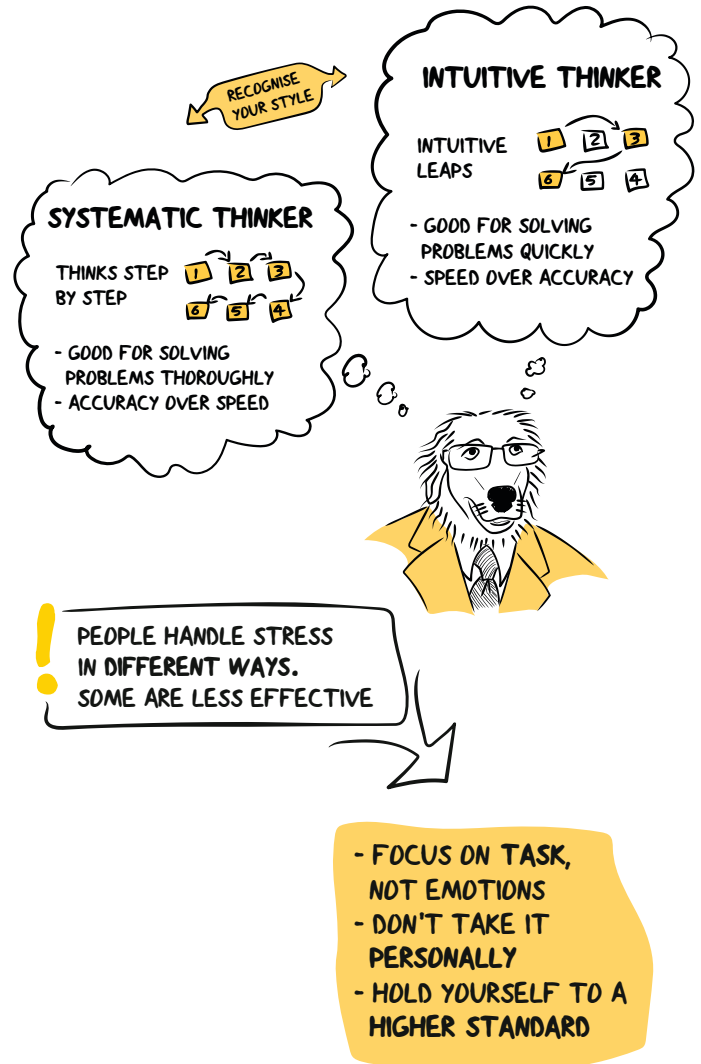 RECOGNISE
YOUR STYLE
INTUITIVE THINKER
INTUITIVE
LEAPS
1 2 3
6 5 4
- GOOD FOR SOLVING
PROBLEMS QUICKLY
- SPEED OVER ACCURACY
SYSTEMATIC THINKER
THINKS STEP
BY STEP
1 2 3
6 5 4
- GOOD FOR SOLVING
PROBLEMS THOROUGHLY
- ACCURACY OVER SPEED
! PEOPLE HANDLE STRESS
IN DIFFERENT WAYS.
SOME ARE LESS EFFECTIVE
- FOCUS ON TASK,
NOT EMOTIONS
- DON'T TAKE IT
PERSONALLY
- HOLD YOURSELF TO A
HIGHER STANDARD